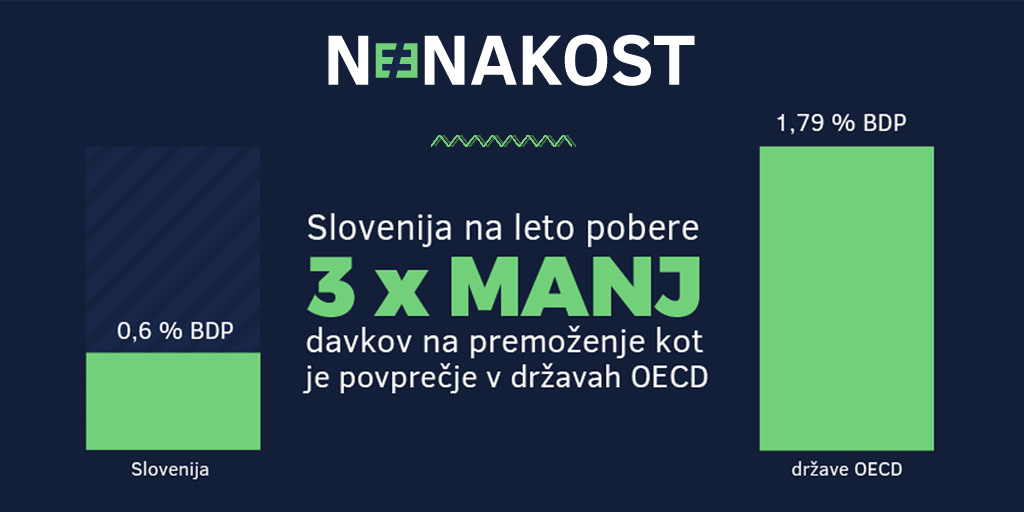 NEENAKOST
1,79 % BDP
Slovenija na leto pobere
3 x MANJ
davkov na premoženje kot
je povprečje v državah OECD
0,6 % BDP
Slovenija
države OECD